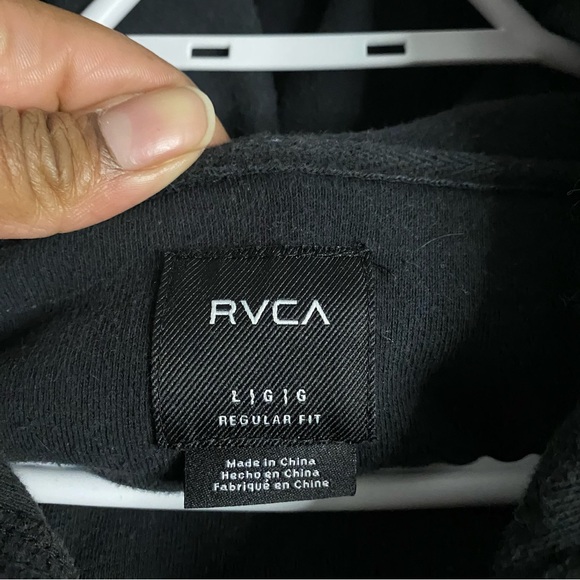 RVCA
L | G | G
REGULAR FIT
Made in China
Hecho en China
Fabriqué en Chine